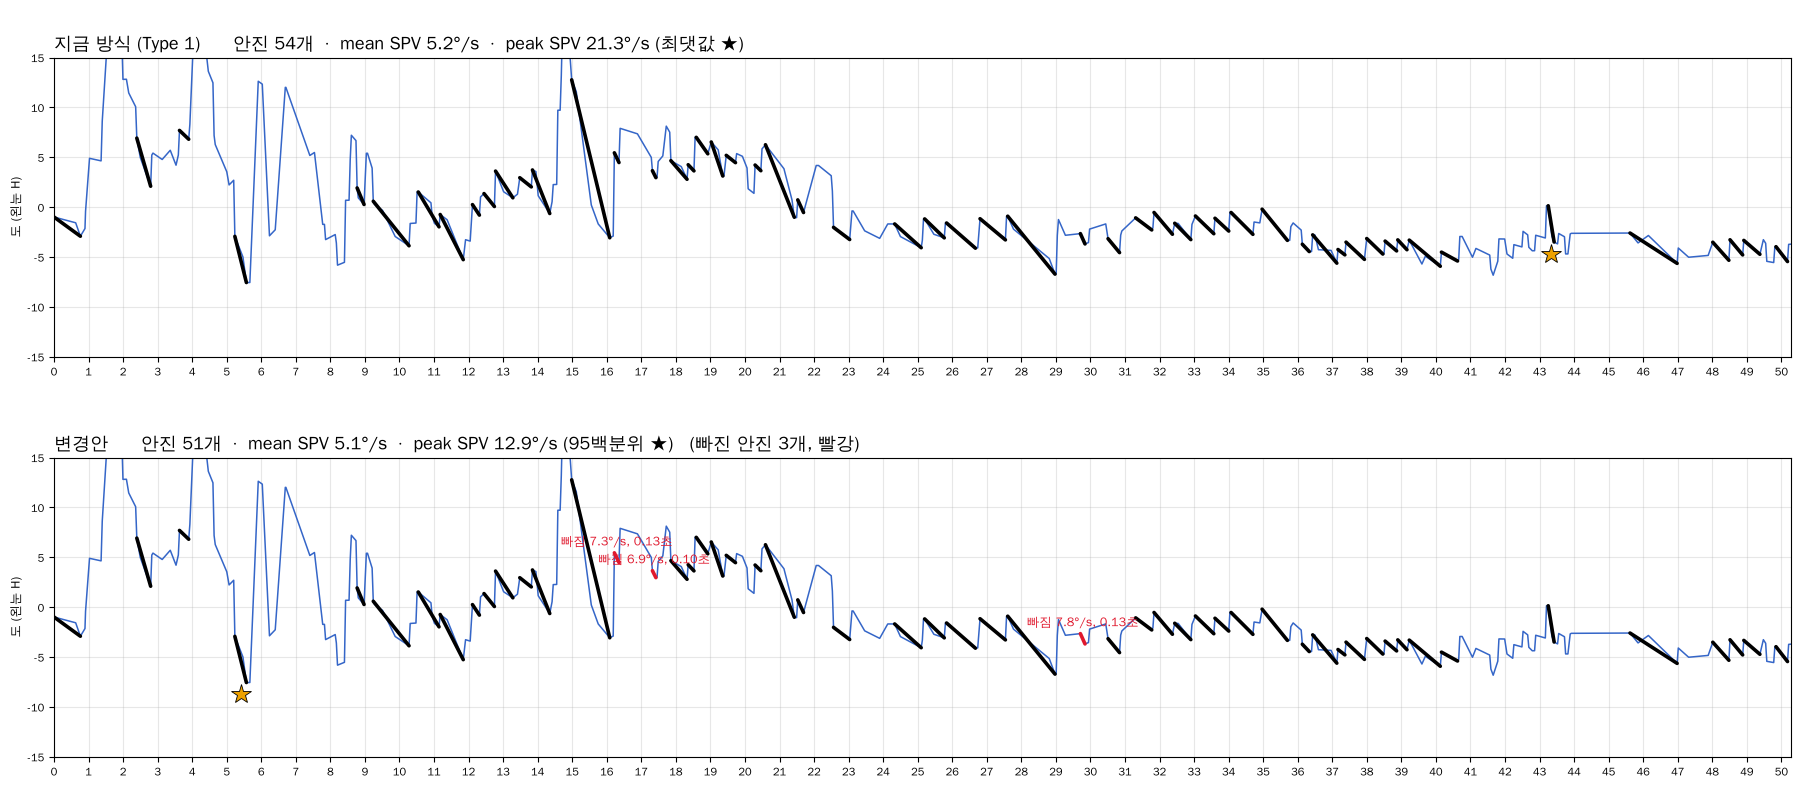 지금 방식 (Type 1) 안진 54개 · mean SPV 5.2°/s · peak SPV 21.3°/s (최댓값 ★)
도 (왼눈 H)
15
10
5
0
-5
-10
-15
0 1 2 3 4 5 6 7 8 9 10 11 12 13 14 15 16 17 18 19 20 21 22 23 24 25 26 27 28 29 30 31 32 33 34 35 36 37 38 39 40 41 42 43 44 45 46 47 48 49 50
변경안 안진 51개 · mean SPV 5.1°/s · peak SPV 12.9°/s (95백분위 ★) (빠진 안진 3개, 빨강)
도 (왼눈 H)
15
10
5
0
-5
-10
-15
빠짐 7.3°/s, 0.13초
빠짐 6.9°/s, 0.10초
빠짐 7.8°/s, 0.13초
0 1 2 3 4 5 6 7 8 9 10 11 12 13 14 15 16 17 18 19 20 21 22 23 24 25 26 27 28 29 30 31 32 33 34 35 36 37 38 39 40 41 42 43 44 45 46 47 48 49 50